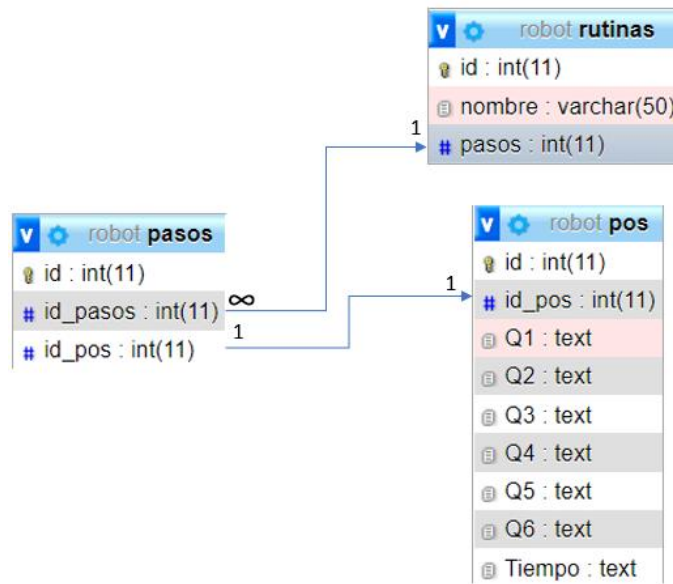 v robot rutinas
id : int(11)
nombre : varchar(50)
1
# pasos : int(11)
v robot pasos
id : int(11)
# id_pasos : int(11) ∞
# id_pos : int(11) 1
1
v robot pos
id : int(11)
# id_pos : int(11)
Q1 : text
Q2 : text
Q3 : text
Q4 : text
Q5 : text
Q6 : text
Tiempo : text